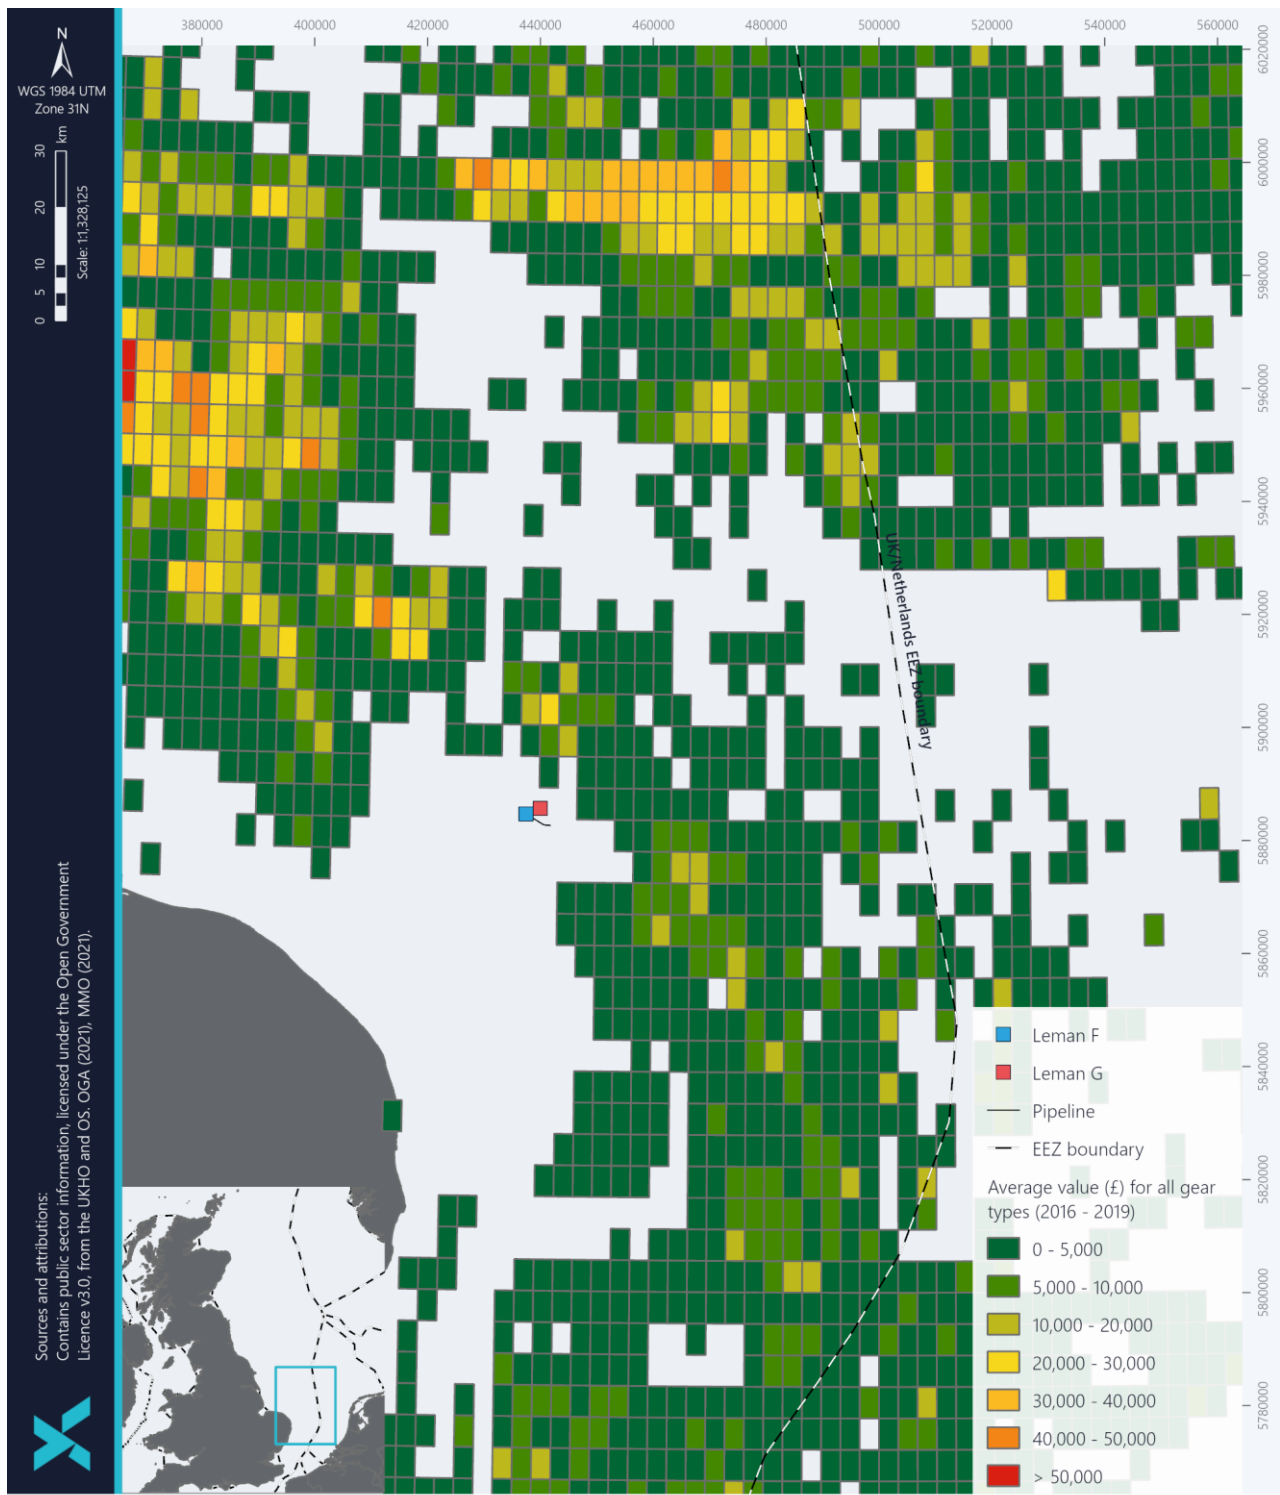 380000
400000
420000
440000
460000
480000
500000
520000
540000
560000
6020000
6000000
5980000
5960000
5940000
5920000
5900000
5880000
5860000
5840000
5820000
5800000
5780000
N
WGS 1984 UTM
Zone 31N
0 5 10 20 30 km
Scale: 1:1,328,125
UK/Netherlands EEZ boundary
Leman F
Leman G
Pipeline
EEZ boundary
Average value (£) for all gear
types (2016 - 2019)
0 - 5,000
5,000 - 10,000
10,000 - 20,000
20,000 - 30,000
30,000 - 40,000
40,000 - 50,000
> 50,000
Sources and attributions:
Contains public sector information, licensed under the Open Government
Licence v3.0, from the UKHO and OS. OGA (2021), MMO (2021).